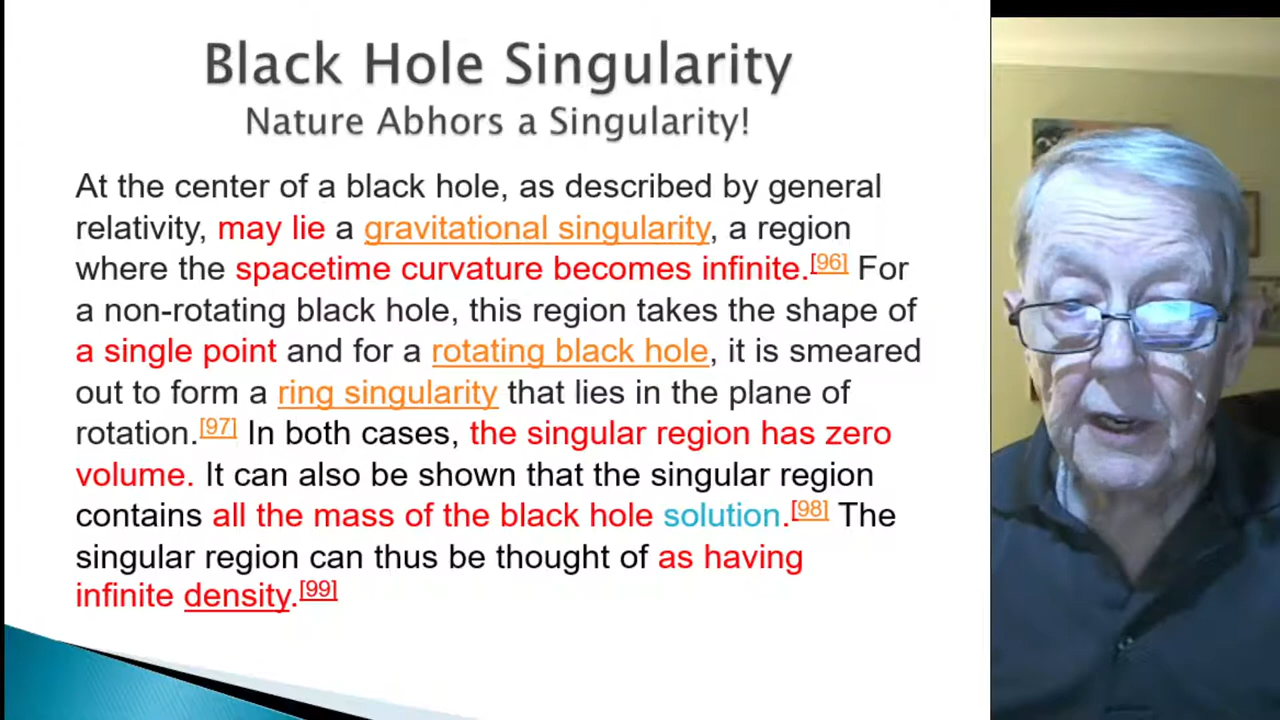 Black Hole Singularity
Nature Abhors a Singularity!
At the center of a black hole, as described by general
relativity, may lie a gravitational singularity, a region
where the spacetime curvature becomes infinite.[96] For
a non-rotating black hole, this region takes the shape of
a single point and for a rotating black hole, it is smeared
out to form a ring singularity that lies in the plane of
rotation.[97] In both cases, the singular region has zero
volume. It can also be shown that the singular region
contains all the mass of the black hole solution.[98] The
singular region can thus be thought of as having
infinite density.[99]